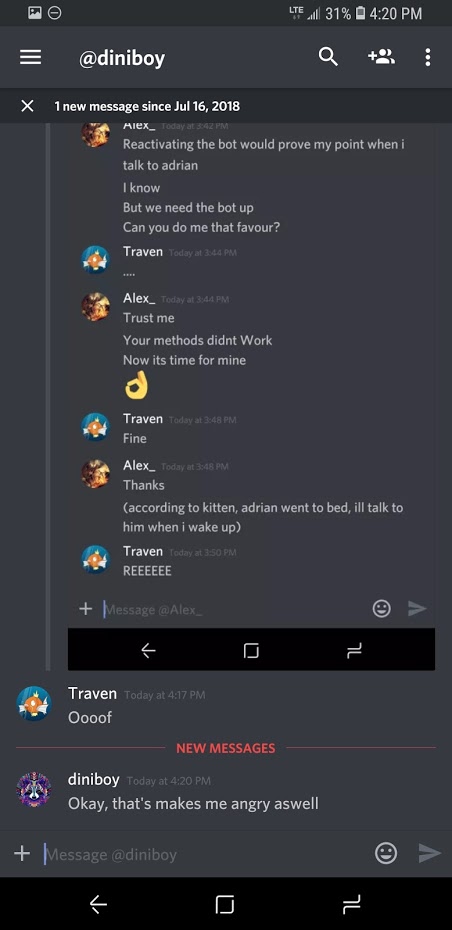 LTE 31% 4:20 PM
@diniboy
1 new message since Jul 16, 2018
Alex_ Today at 3:42 PM
Reactivating the bot would prove my point when i
talk to adrian
I know
But we need the bot up
Can you do me that favour?
Traven Today at 3:44 PM
....
Alex_ Today at 3:44 PM
Trust me
Your methods didnt Work
Now its time for mine
👌
Traven Today at 3:48 PM
Fine
Alex_ Today at 3:48 PM
Thanks
(according to kitten, adrian went to bed, ill talk to
him when i wake up)
Traven Today at 3:50 PM
REEEEEE
Message @Alex_
Traven Today at 4:17 PM
Oooof
NEW MESSAGES
diniboy Today at 4:20 PM
Okay, that's makes me angry aswell
Message @diniboy